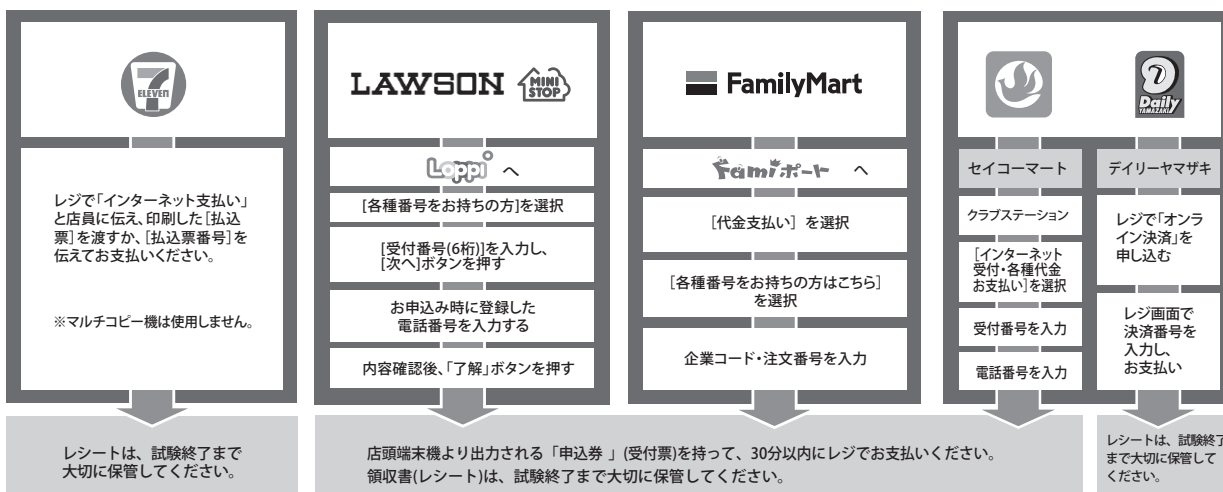 7
ELEVEN
レジで「インターネット支払い」
と店員に伝え、印刷した[払込
票]を渡すか、[払込票番号]を
伝えてお支払いください。
※マルチコピー機は使用しません。
レシートは、試験終了まで
大切に保管してください。
LAWSON
MINI
STOP
Loppi へ
[各種番号をお持ちの方]を選択
[受付番号(6桁)]を入力し、
[次へ]ボタンを押す
お申込み時に登録した
電話番号を入力する
内容確認後、「了解」ボタンを押す
FamilyMart
Famiポート へ
[代金支払い] を選択
[各種番号をお持ちの方はこちら]
を選択
企業コード・注文番号を入力
セイコーマート
クラブステーション
[インターネット
受付・各種代金
お支払い]を選択
受付番号を入力
電話番号を入力
店頭端末機より出力される「申込券 」(受付票)を持って、30分以内にレジでお支払いください。
領収書(レシート)は、試験終了まで大切に保管してください。
Daily
YAMAZAKI
デイリーヤマザキ
レジで「オンラ
イン決済」を
申し込む
レジ画面で
決済番号を
入力し、
お支払い
レシートは、試験終了
まで大切に保管して
ください。